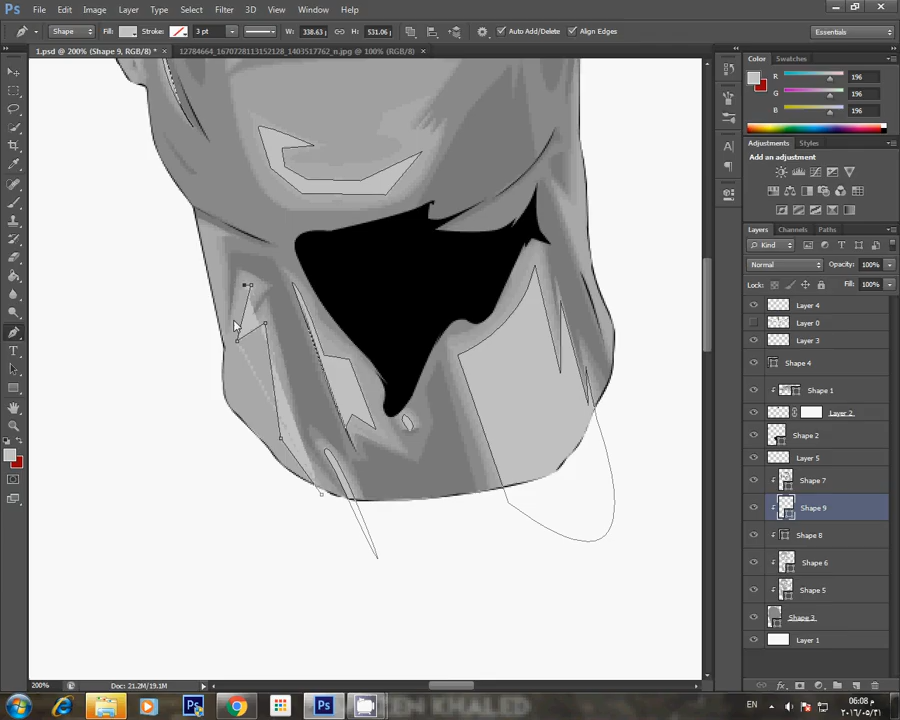 Ps File Edit Image Layer Type Select Filter 3D View Window Help
Shape Fill: Stroke: 3 pt W: 338.63 H: 531.06 Auto Add/Delete Align Edges Essentials
1.psd @ 200% (Shape 9, RGB/8) * × 12784664_1670728113152128_1403517762_n.jpg @ 100% (RGB/8) ×
Color Swatches
R 196
G 196
B 196
Adjustments Styles
Add an adjustment
Layers Channels Paths
Kind
Normal Opacity: 100%
Lock: Fill: 100%
Layer 4
Layer 0
Layer 3
Shape 4
Shape 1
Layer 2
Shape 2
Layer 5
Shape 7
Shape 9
Shape 8
Shape 6
Shape 5
Shape 3
Layer 1
200% Doc: 21.2M/19.1M
EN 06:08 م
٢٠١٦/٠٥/٢١